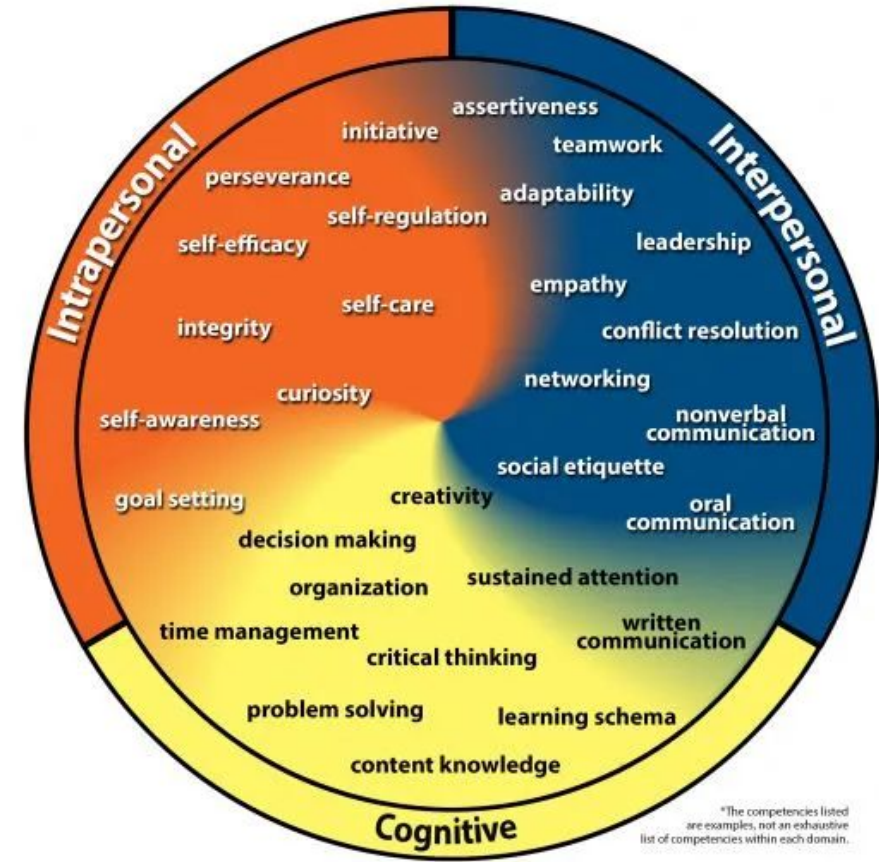 Intrapersonal
Interpersonal
Cognitive
assertiveness
initiative
teamwork
perseverance
adaptability
self-regulation
self-efficacy
leadership
empathy
self-care
integrity
conflict resolution
networking
curiosity
self-awareness
nonverbal
communication
social etiquette
goal setting
creativity
oral
communication
decision making
organization
sustained attention
time management
written
communication
critical thinking
problem solving
learning schema
content knowledge
*The competencies listed
are examples, not an exhaustive
list of competencies within each domain.